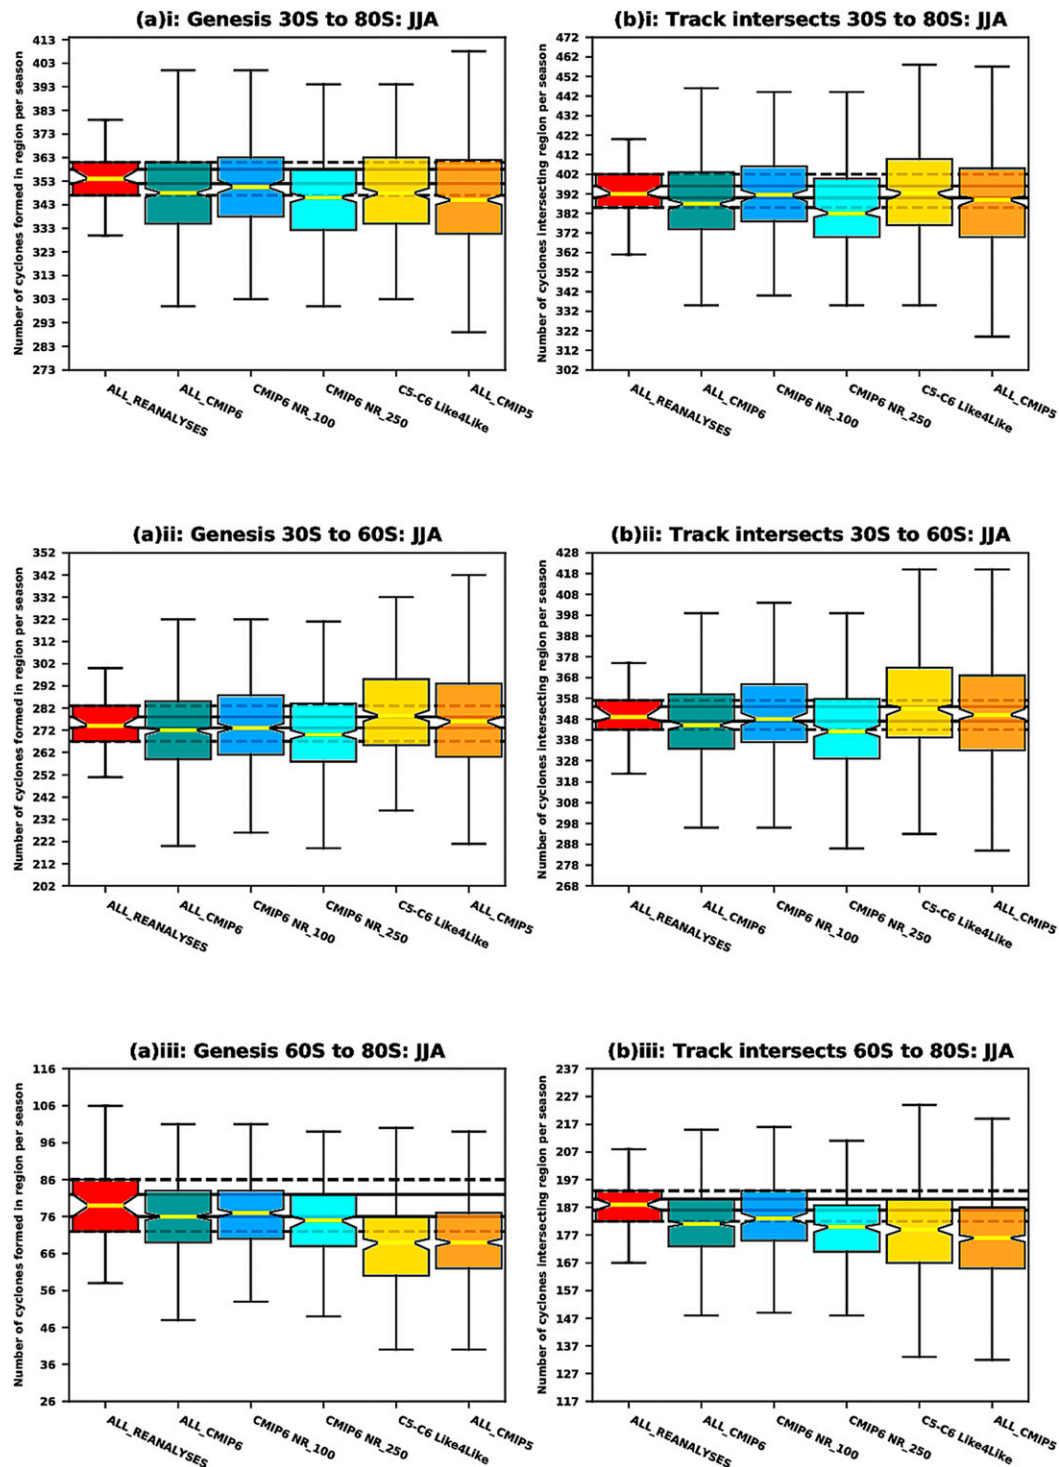 (a)i: Genesis 30S to 80S: JJA
Number of cyclones formed in region per season
413
403
393
383
373
363
353
343
333
323
313
303
293
283
273
ALL_REANALYSES
ALL_CMIP6
CMIP6 NR_100
CMIP6 NR_250
C5-C6 Like4Like
ALL_CMIP5
(b)i: Track intersects 30S to 80S: JJA
Number of cyclones intersecting region per season
472
462
452
442
432
422
412
402
392
382
372
362
352
342
332
322
312
302
ALL_REANALYSES
ALL_CMIP6
CMIP6 NR_100
CMIP6 NR_250
C5-C6 Like4Like
ALL_CMIP5
(a)ii: Genesis 30S to 60S: JJA
Number of cyclones formed in region per season
352
342
332
322
312
302
292
282
272
262
252
242
232
222
212
202
ALL_REANALYSES
ALL_CMIP6
CMIP6 NR_100
CMIP6 NR_250
C5-C6 Like4Like
ALL_CMIP5
(b)ii: Track intersects 30S to 60S: JJA
Number of cyclones intersecting region per season
428
418
408
398
388
378
368
358
348
338
328
318
308
298
288
278
268
ALL_REANALYSES
ALL_CMIP6
CMIP6 NR_100
CMIP6 NR_250
C5-C6 Like4Like
ALL_CMIP5
(a)iii: Genesis 60S to 80S: JJA
Number of cyclones formed in region per season
116
106
96
86
76
66
56
46
36
26
ALL_REANALYSES
ALL_CMIP6
CMIP6 NR_100
CMIP6 NR_250
C5-C6 Like4Like
ALL_CMIP5
(b)iii: Track intersects 60S to 80S: JJA
Number of cyclones intersecting region per season
237
227
217
207
197
187
177
167
157
147
137
127
117
ALL_REANALYSES
ALL_CMIP6
CMIP6 NR_100
CMIP6 NR_250
C5-C6 Like4Like
ALL_CMIP5